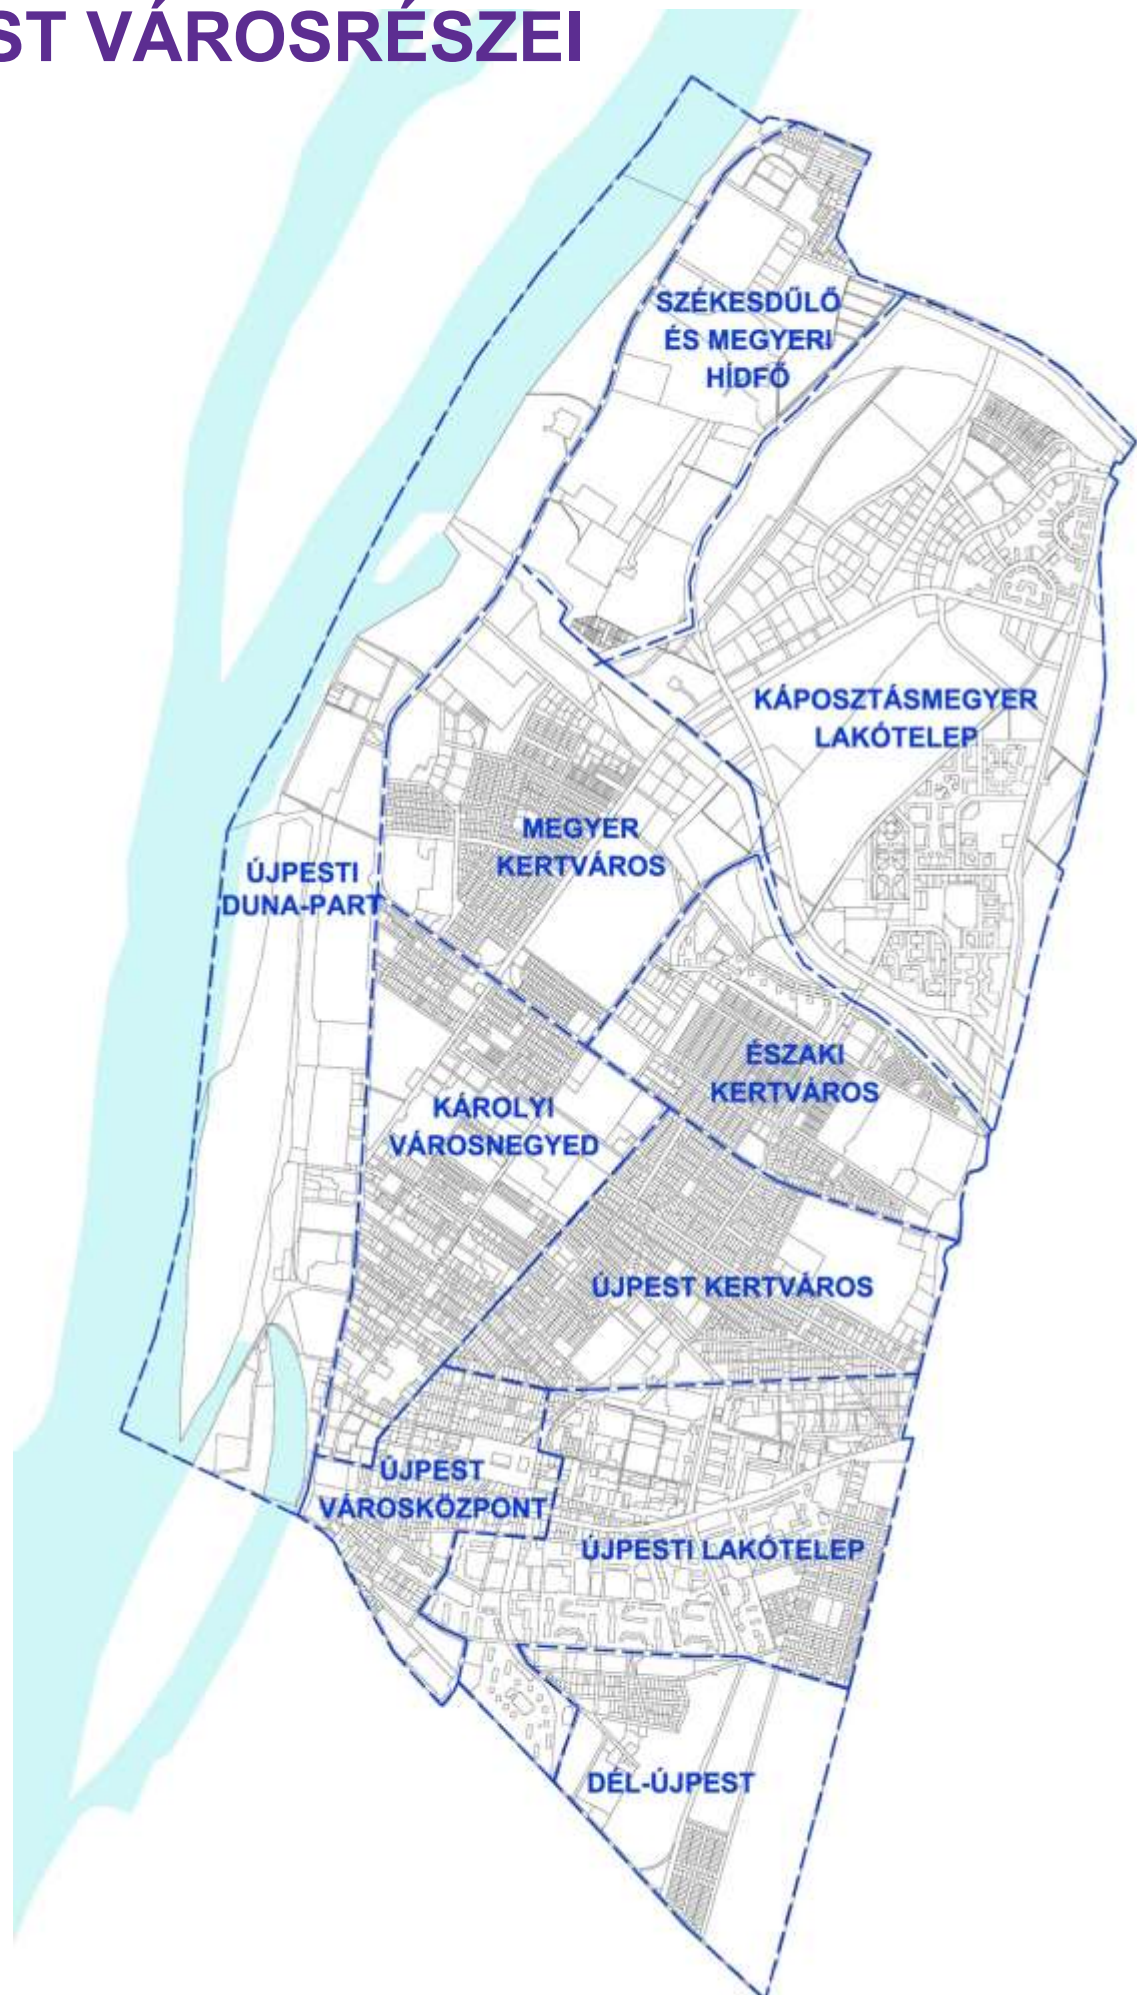 ST VÁROSRÉSZEI
SZÉKESDŰLŐ
ÉS MEGYERI
HÍDFŐ
KÁPOSZTÁSMEGYER
LAKÓTELEP
MEGYER
KERTVÁROS
ÚJPESTI
DUNA-PART
ÉSZAKI
KERTVÁROS
KÁROLYI
VÁROSNEGYED
ÚJPEST KERTVÁROS
ÚJPEST
VÁROSKÖZPONT
ÚJPESTI LAKÓTELEP
DÉL-ÚJPEST